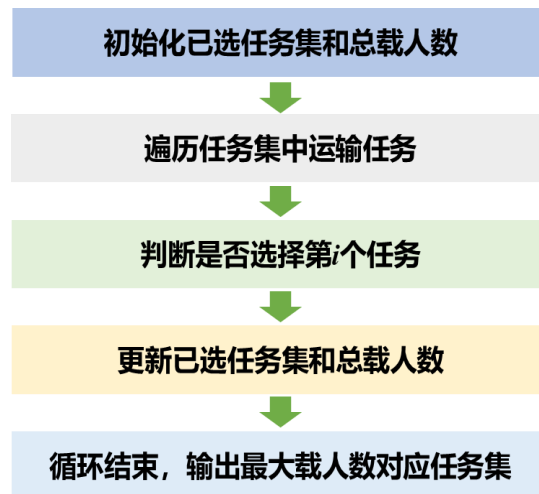 初始化已选任务集和总载人数
遍历任务集中运输任务
判断是否选择第i个任务
更新已选任务集和总载人数
循环结束，输出最大载人数对应任务集